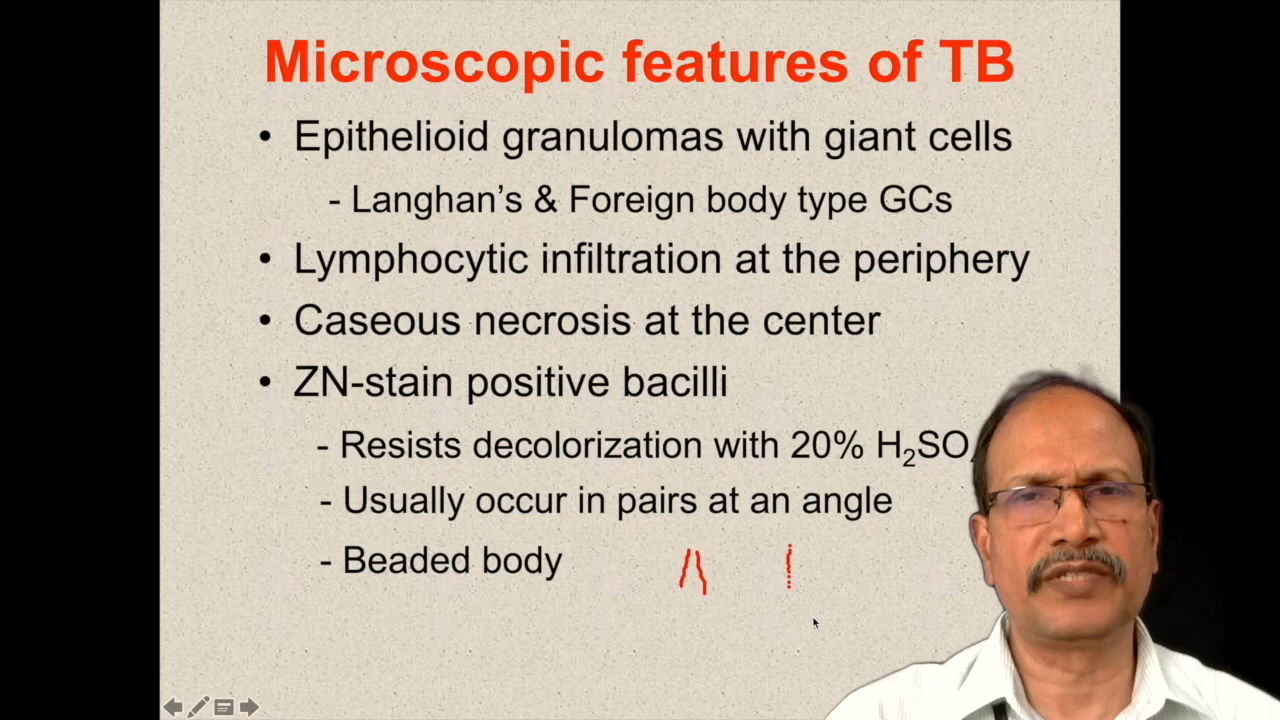 Microscopic features of TB
• Epithelioid granulomas with giant cells
- Langhan's & Foreign body type GCs
• Lymphocytic infiltration at the periphery
• Caseous necrosis at the center
• ZN-stain positive bacilli
- Resists decolorization with 20% H₂SO
- Usually occur in pairs at an angle
- Beaded body